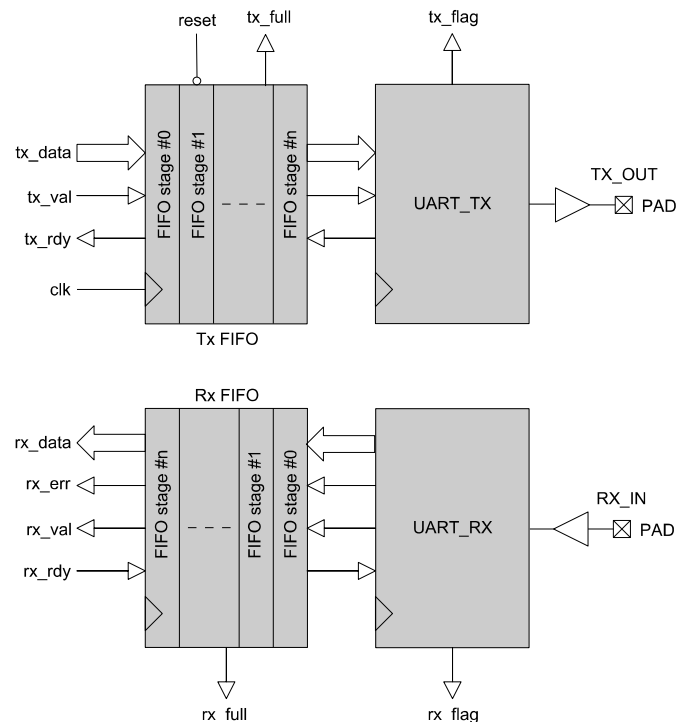 reset
tx_full
tx_flag
tx_data
tx_val
tx_rdy
clk
FIFO stage #0
FIFO stage #1
FIFO stage #n
UART_TX
TX_OUT
PAD
Tx FIFO
Rx FIFO
rx_data
rx_err
rx_val
rx_rdy
FIFO stage #n
FIFO stage #1
FIFO stage #0
UART_RX
RX_IN
PAD
rx_full
rx_flag